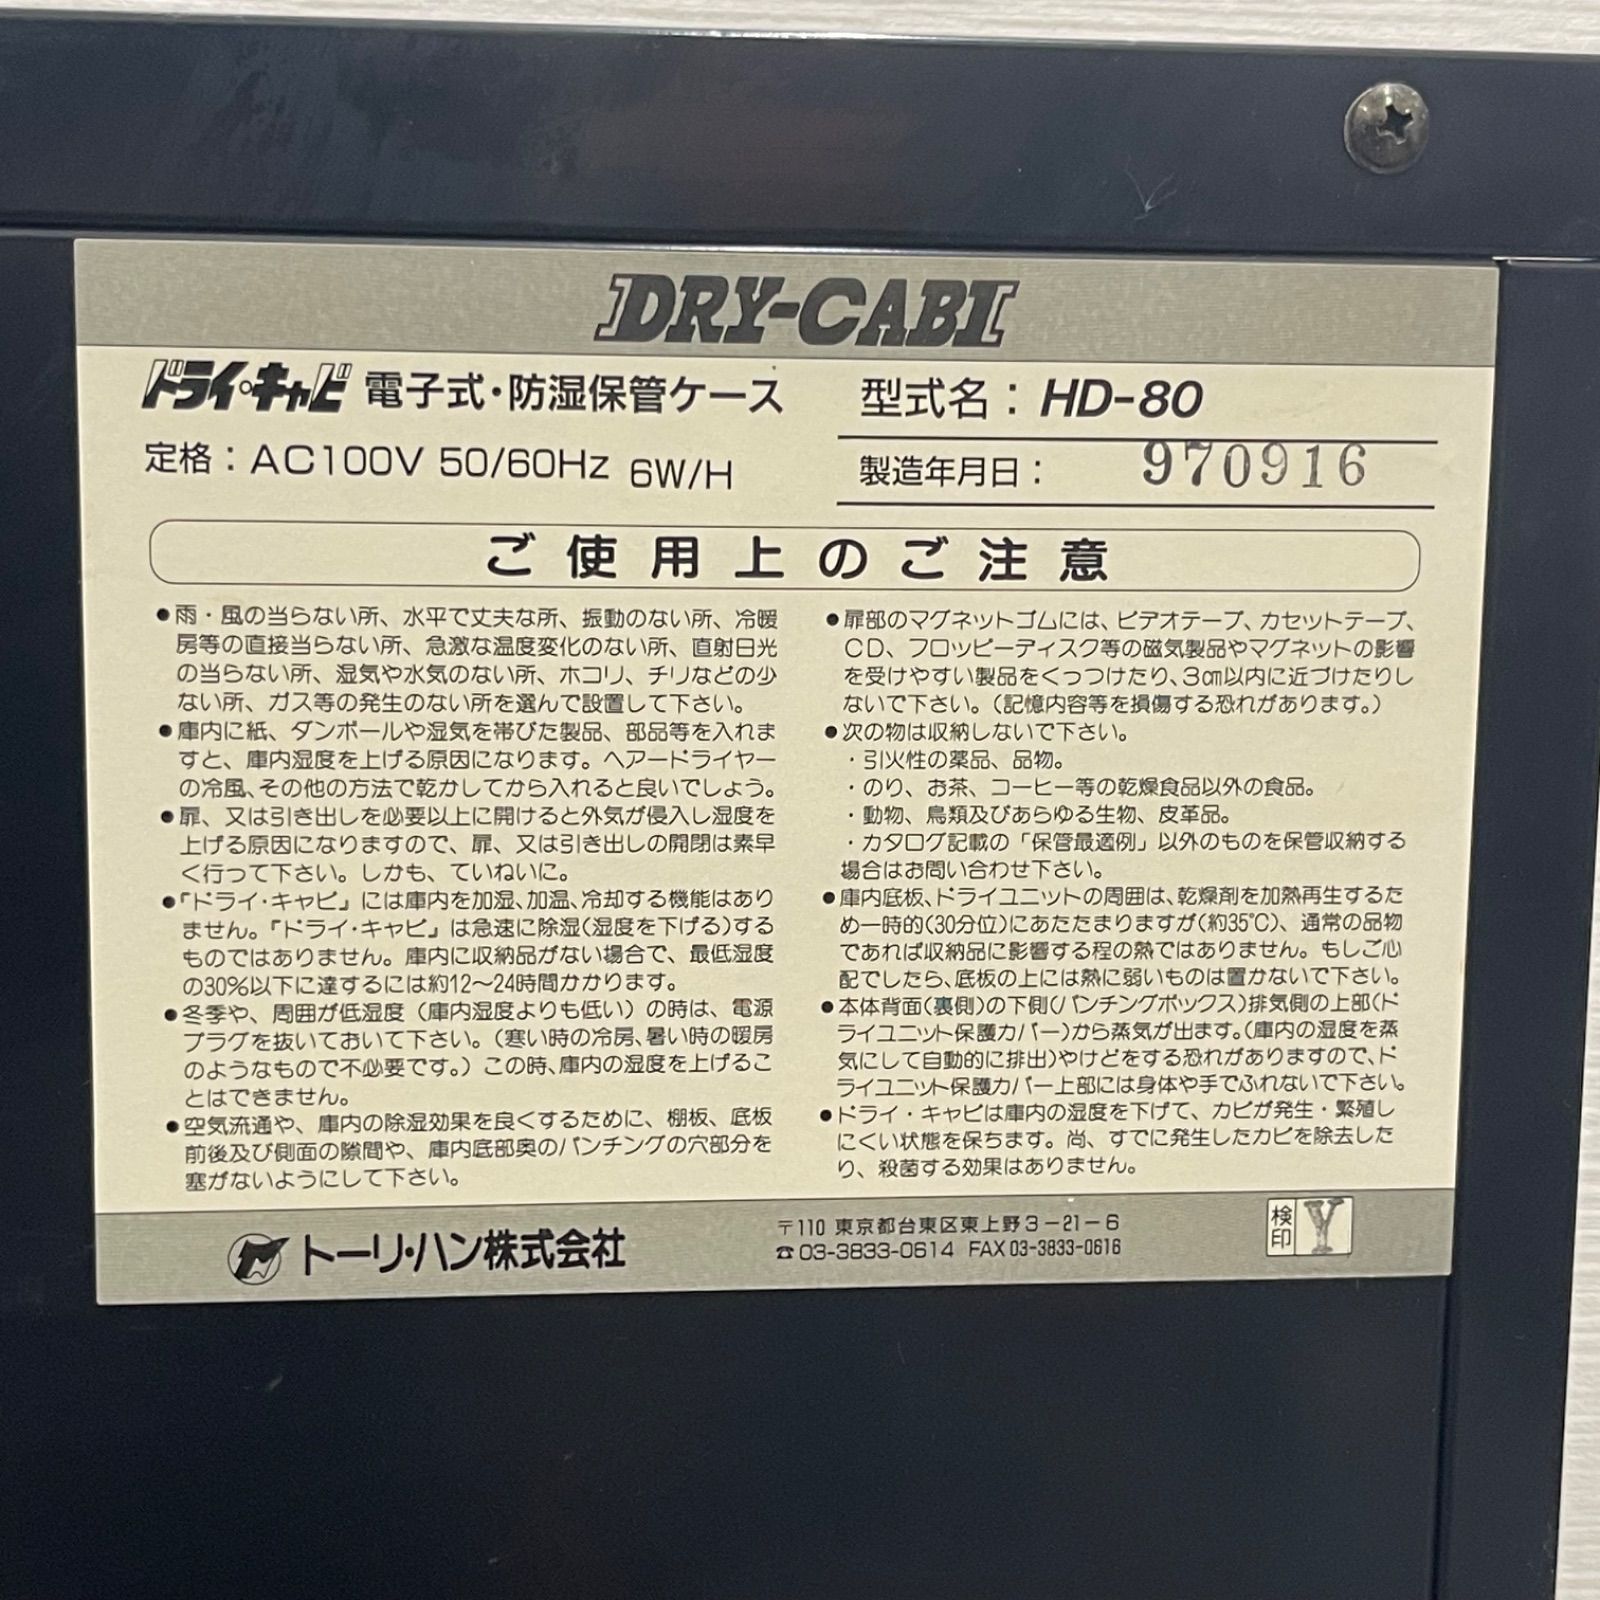 DRY-CABI
ドライ・キャビ 電子式・防湿保管ケース
定格：AC100V 50/60Hz 6W/H
型式名：HD-80
製造年月日：970916
ご使用上のご注意
●雨・風の当らない所、水平で丈夫な所、振動のない所、冷暖
房等の直接当らない所、急激な温度変化のない所、直射日光
の当らない所、湿気や水気のない所、ホコリ、チリなどの少
ない所、ガス等の発生のない所を選んで設置して下さい。
●庫内に紙、ダンボールや湿気を帯びた製品、部品等を入れま
すと、庫内湿度を上げる原因になります。ヘアードライヤー
の冷風、その他の方法で乾かしてから入れると良いでしょう。
●扉、又は引き出しを必要以上に開けると外気が侵入し湿度を
上げる原因になりますので、扉、又は引き出しの開閉は素早
く行って下さい。しかも、ていねいに。
●「ドライ・キャビ」には庫内を加湿、加温、冷却する機能はあり
ません。「ドライ・キャビ」は急速に除湿(湿度を下げる)する
ものではありません。庫内に収納品がない場合で、最低湿度
の30%以下に達するには約12～24時間かかります。
●冬季や、周囲が低湿度（庫内湿度よりも低い）の時は、電源
プラグを抜いておいて下さい。（寒い時の冷房、暑い時の暖房
のようなもので不必要です。）この時、庫内の湿度を上げるこ
とはできません。
●空気流通や、庫内の除湿効果を良くするために、棚板、底板
前後及び側面の隙間や、庫内底部奥のパンチングの穴部分を
塞がないようにして下さい。
●扉部のマグネットゴムには、ビデオテープ、カセットテープ、
CD、フロッピーディスク等の磁気製品やマグネットの影響
を受けやすい製品をくっつけたり、3㎝以内に近づけたりし
ないで下さい。（記憶内容等を損傷する恐れがあります。）
●次の物は収納しないで下さい。
・引火性の薬品、品物。
・のり、お茶、コーヒー等の乾燥食品以外の食品。
・動物、鳥類及びあらゆる生物、皮革品。
・カタログ記載の「保管最適例」以外のものを保管収納する
場合はお問い合わせ下さい。
●庫内底板、ドライユニットの周囲は、乾燥剤を加熱再生するた
め一時的(30分位)にあたたまりますが(約35℃)、通常の品物
であれば収納品に影響する程の熱ではありません。もしご心
配でしたら、底板の上には熱に弱いものは置かないで下さい。
●本体背面(裏側)の下側(パンチングボックス)排気側の上部(ド
ライユニット保護カバー)から蒸気が出ます。(庫内の湿度を蒸
気にして自動的に排出)やけどをする恐れがありますので、ド
ライユニット保護カバー上部には身体や手でふれないで下さい。
●ドライ・キャビは庫内の湿度を下げて、カビが発生・繁殖し
にくい状態を保ちます。尚、すでに発生したカビを除去した
り、殺菌する効果はありません。
トーリ・ハン株式会社
〒110 東京都台東区東上野3-21-6
☎03-3833-0614 FAX 03-3833-0616
検印 Y